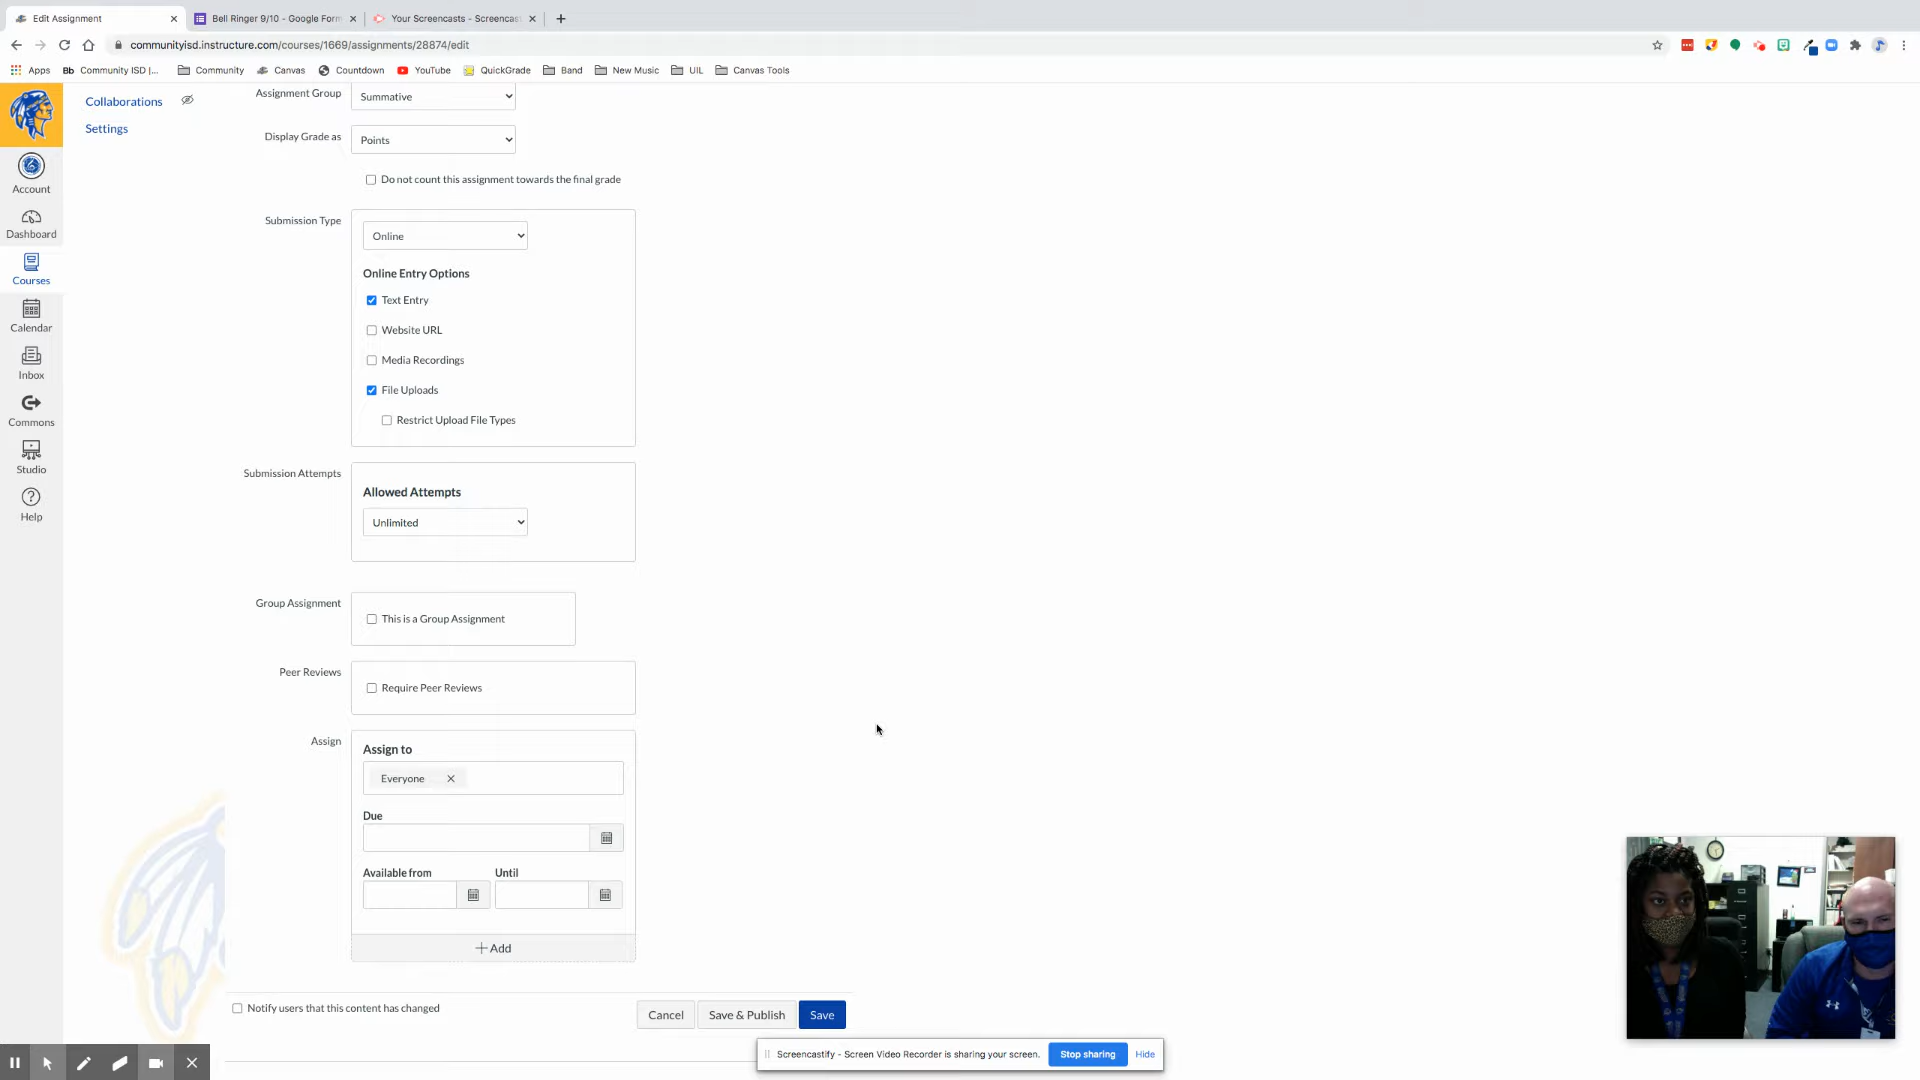 Edit Assignment
Bell Ringer 9/10 - Google Form
Your Screencasts - Screencast
communityisd.instructure.com/courses/1669/assignments/28874/edit
Apps
Bb Community ISD |...
Community
Canvas
Countdown
YouTube
QuickGrade
Band
New Music
UIL
Canvas Tools
Collaborations
Settings
Account
Dashboard
Courses
Calendar
Inbox
Commons
Studio
Help
Assignment Group
Summative
Display Grade as
Points
Do not count this assignment towards the final grade
Submission Type
Online
Online Entry Options
Text Entry
Website URL
Media Recordings
File Uploads
Restrict Upload File Types
Submission Attempts
Allowed Attempts
Unlimited
Group Assignment
This is a Group Assignment
Peer Reviews
Require Peer Reviews
Assign
Assign to
Everyone
Due
Available from
Until
+ Add
Notify users that this content has changed
Cancel
Save & Publish
Save
Screencastify - Screen Video Recorder is sharing your screen.
Stop sharing
Hide